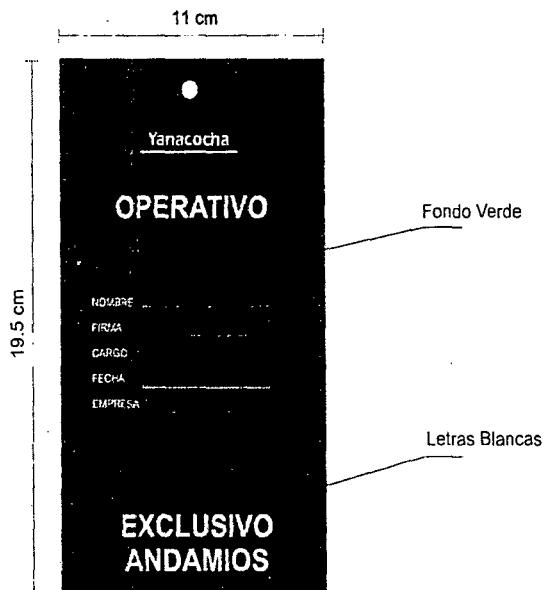 11 cm
19.5 cm
Yanacocha
OPERATIVO
Fondo Verde
NOMBRE
FIRMA
CARGO
FECHA
EMPRESA
Letras Blancas
EXCLUSIVO
ANDAMIOS